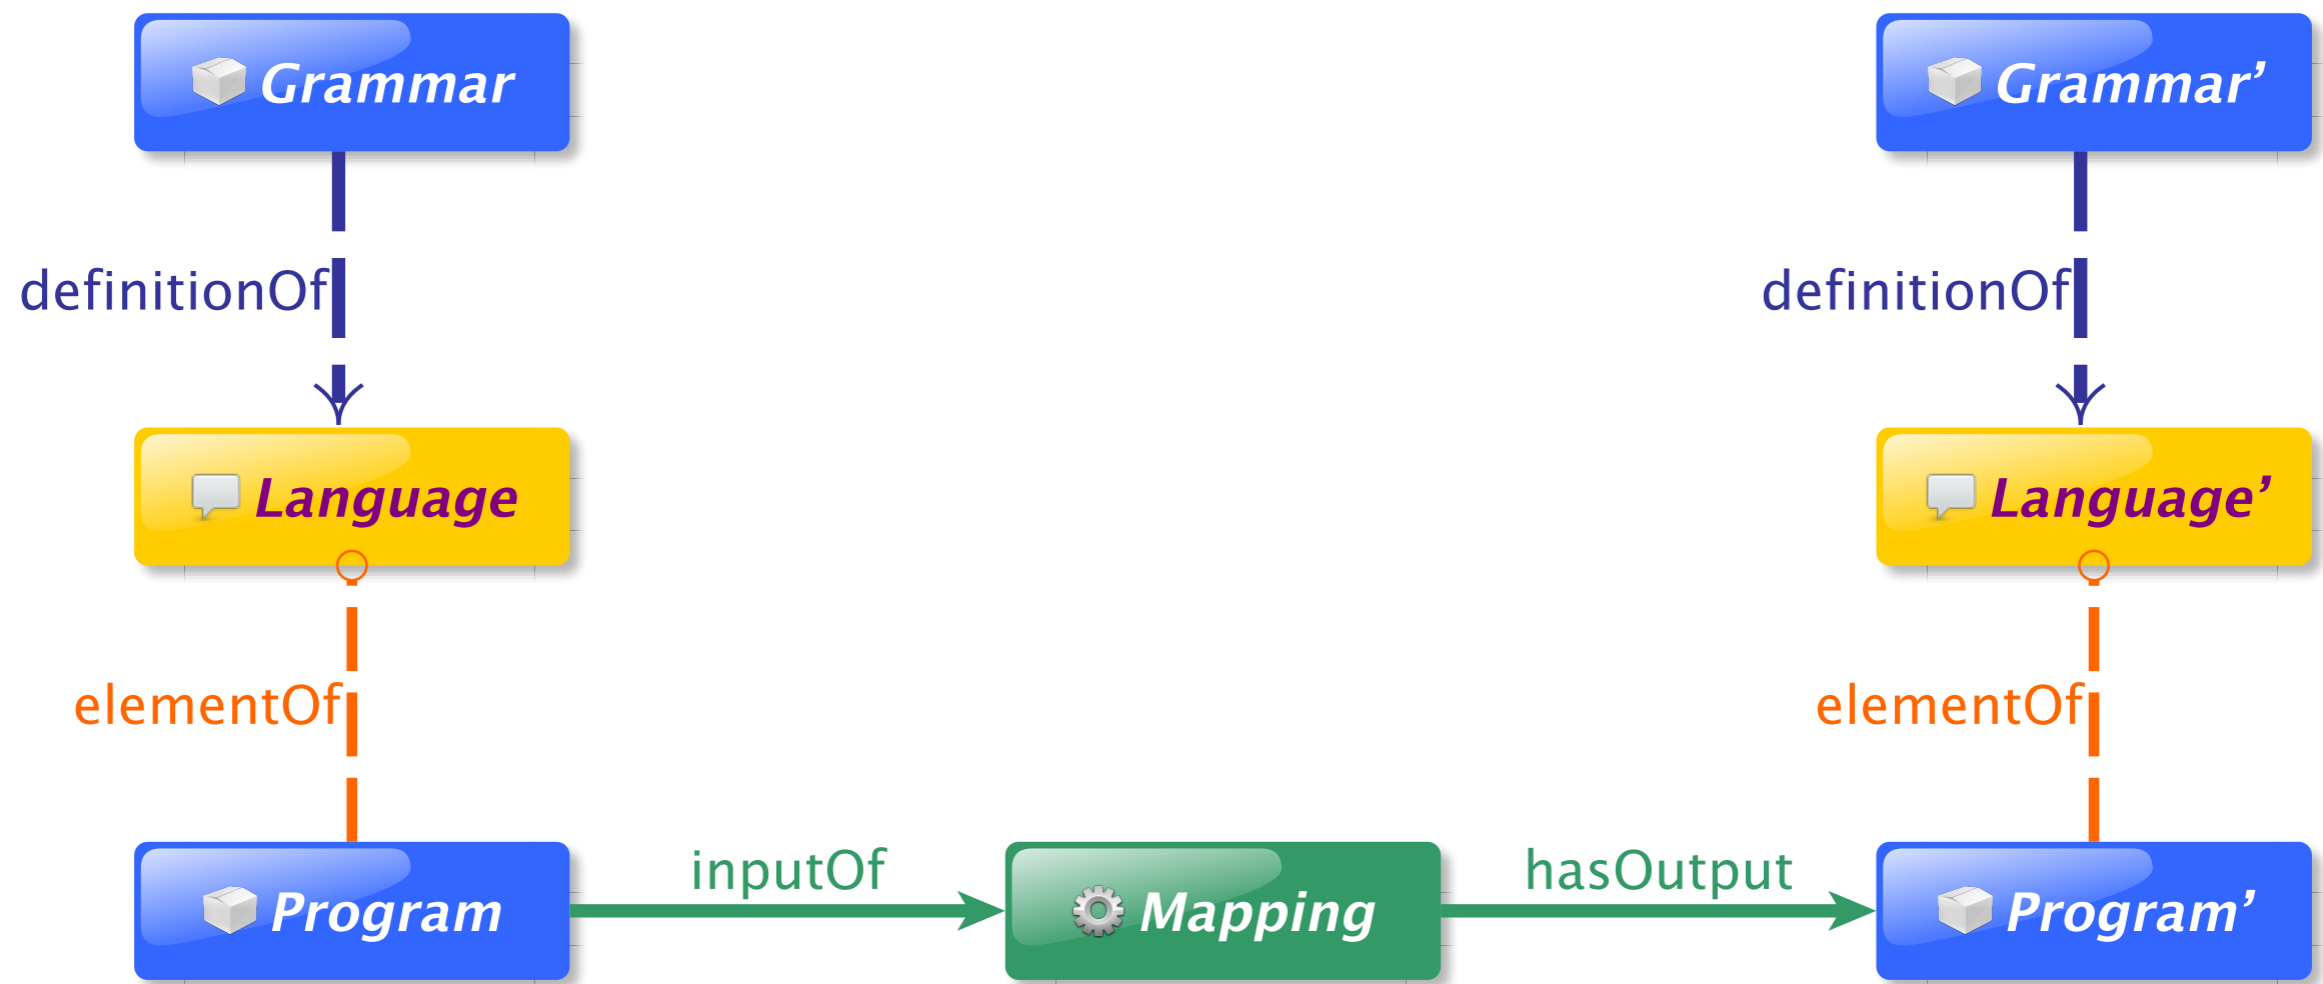 Grammar
Grammar’
definitionOf
definitionOf
Language
Language’
elementOf
elementOf
Program
inputOf
Mapping
hasOutput
Program’